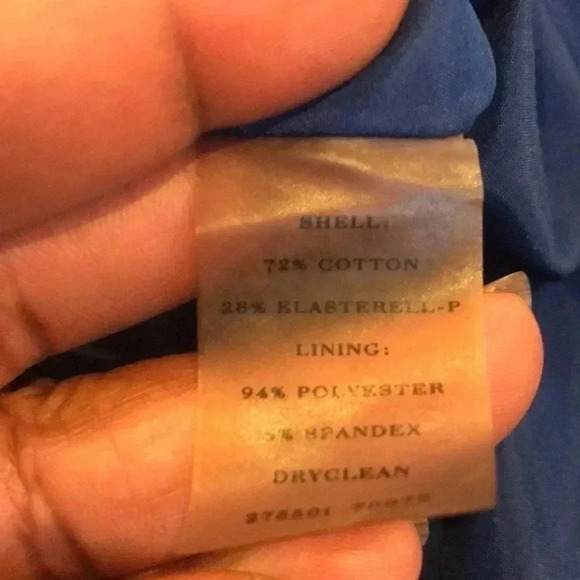 SHELL:
72% COTTON
28% ELASTERELL-P
LINING:
94% POLYESTER
SPANDEX
DRYCLEAN